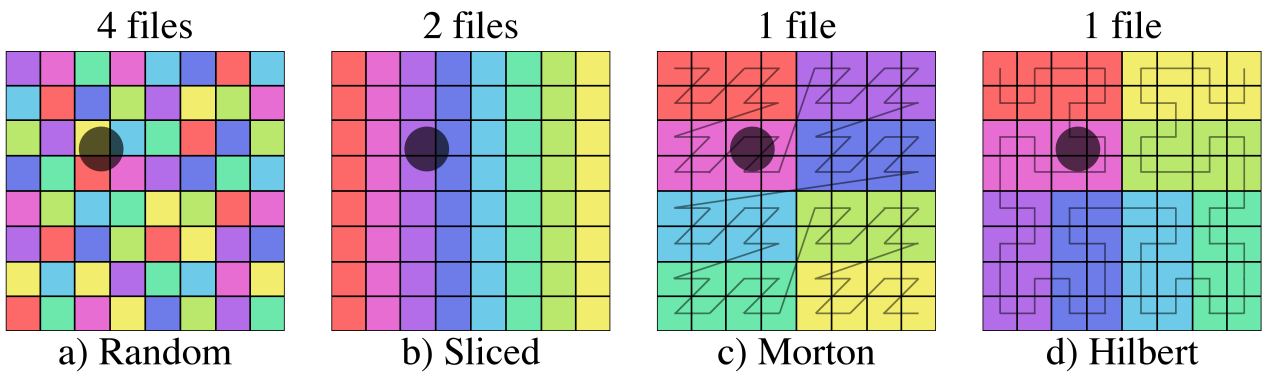 4 files
2 files
1 file
1 file
a) Random
b) Sliced
c) Morton
d) Hilbert